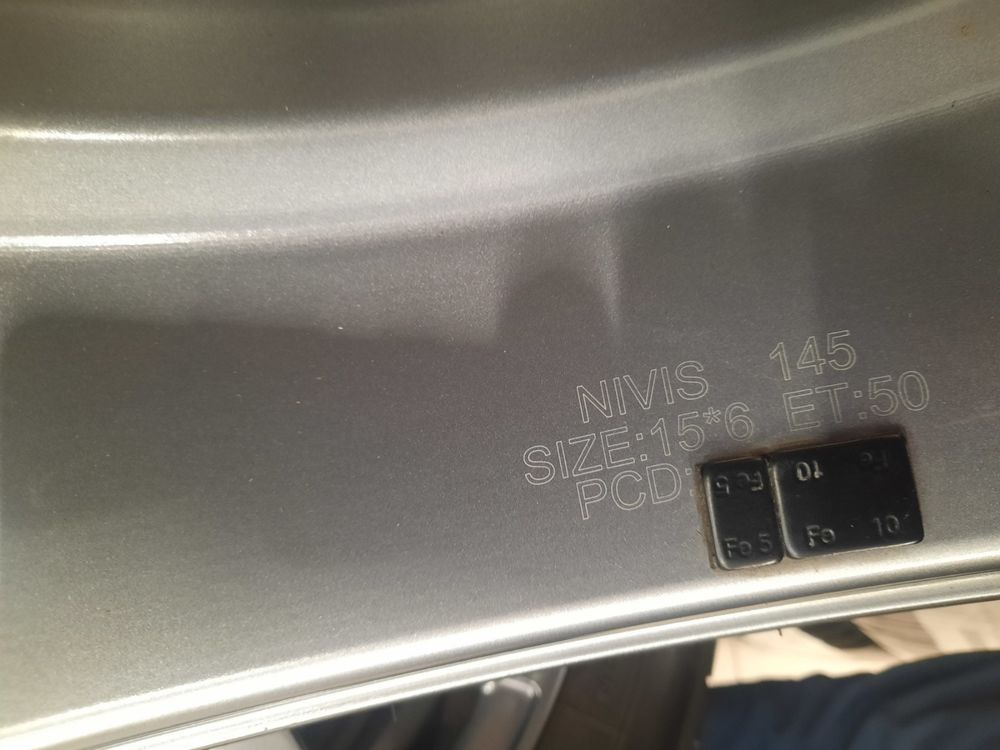 NIVIS 145
SIZE:15*6 ET:50
PCD:
Fe 5 10 Fe
Fe 5 Fe 10